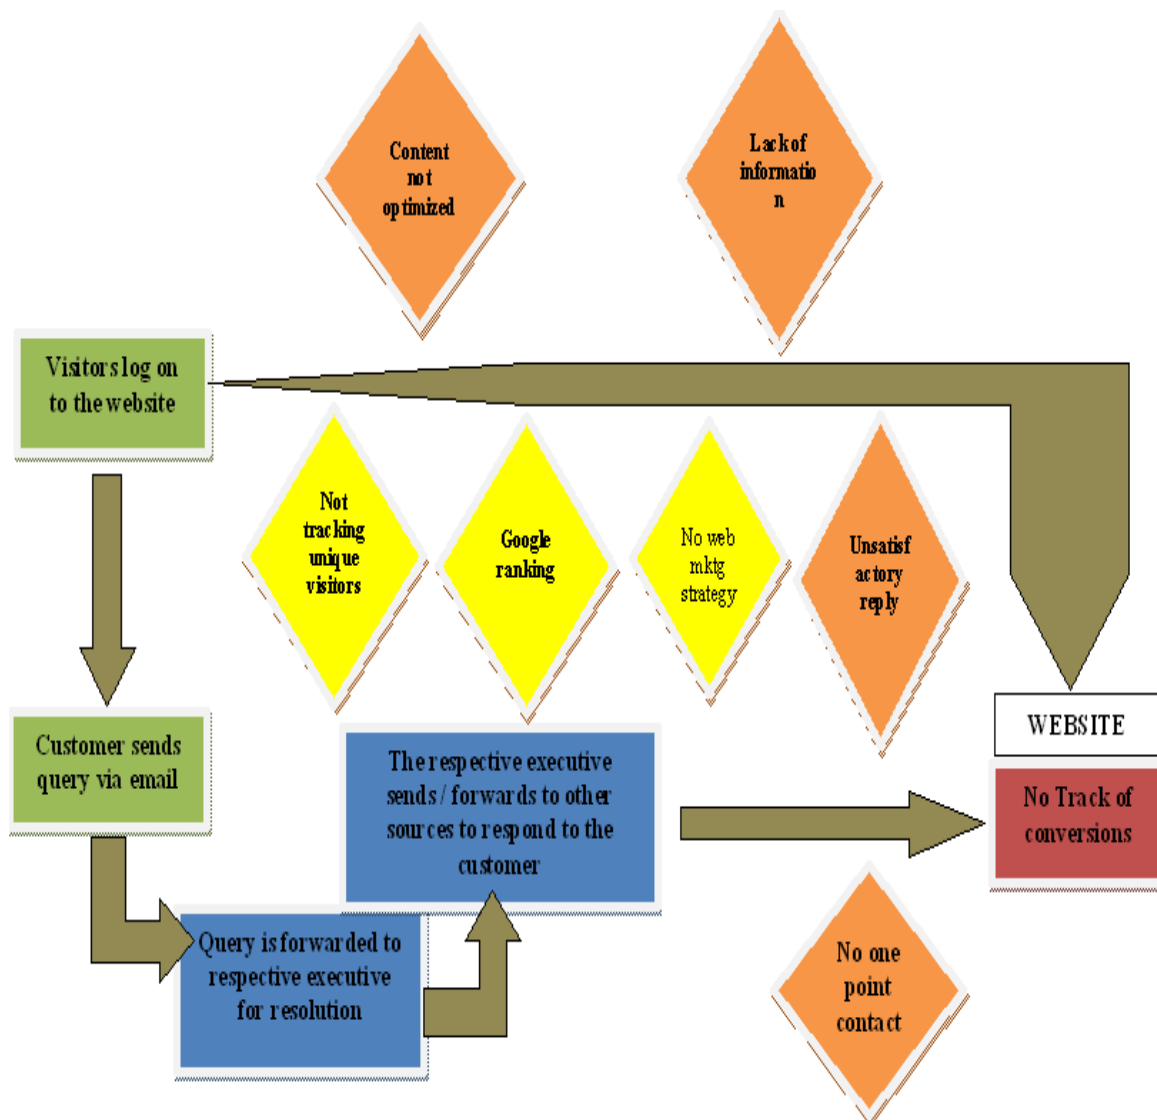 Content
not
optimized
Lack of
informatio
n
Visitors log on
to the website
Not
tracking
unique
visitors
Google
ranking
No web
mktg
strategy
Unsatisf
actory
reply
WEBSITE
Customer sends
query via email
The respective executive
sends / forwards to other
sources to respond to the
customer
No Track of
conversions
Query is forwarded to
respective executive
for resolution
No one
point
contact